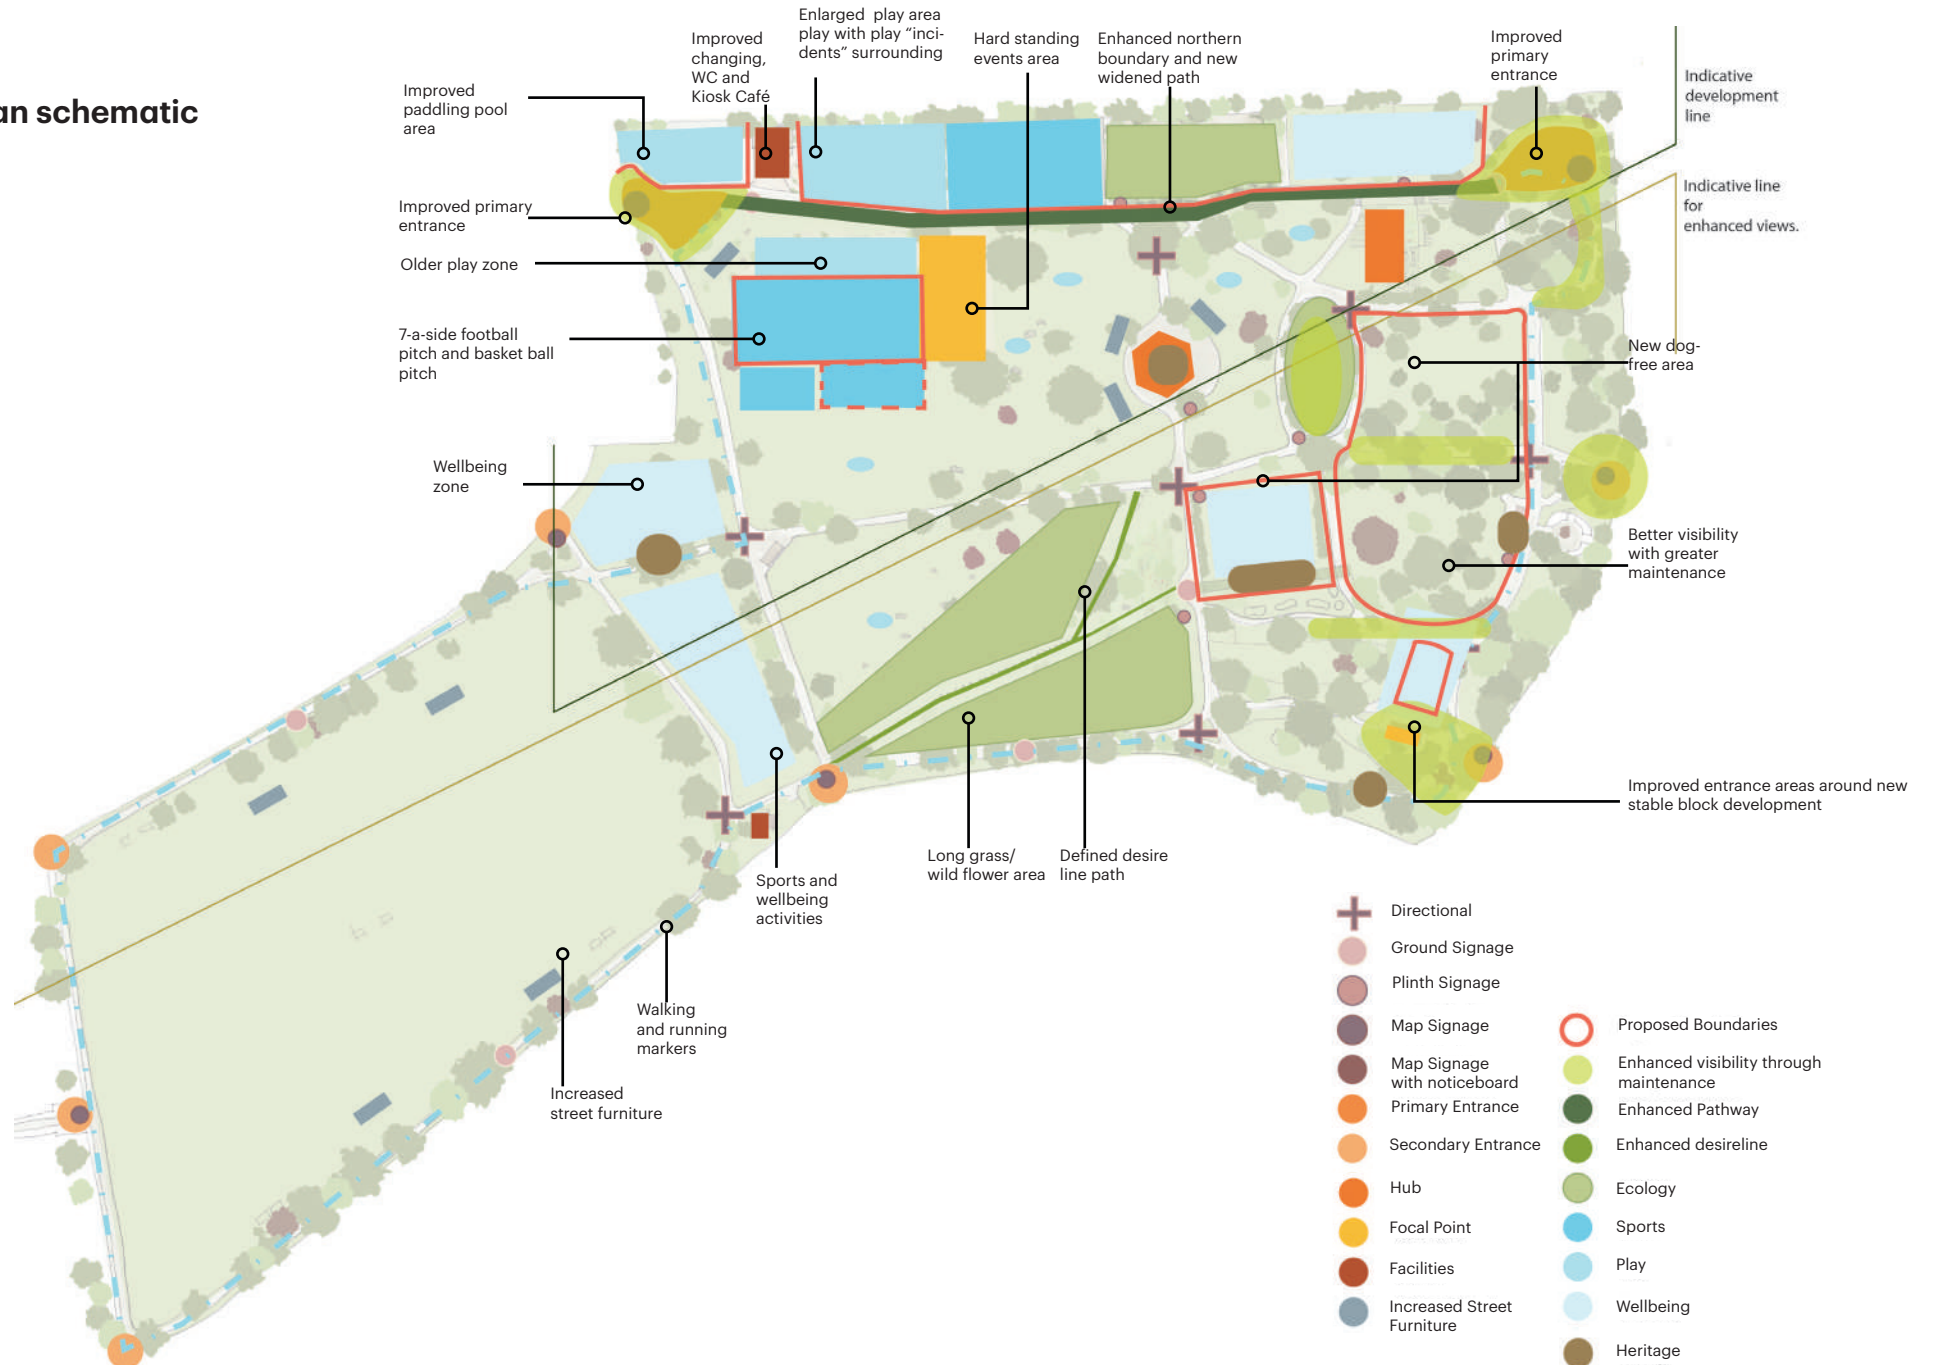 an schematic
Improved
paddling pool
area
Improved
changing,
WC and
Kiosk Café
Enlarged play area
play with play “inci-
dents” surrounding
Hard standing
events area
Enhanced northern
boundary and new
widened path
Improved
primary
entrance
Indicative
development
line
Indicative line
for
enhanced views.
Improved primary
entrance
Older play zone
7-a-side football
pitch and basket ball
pitch
New dog-
free area
Wellbeing
zone
Better visibility
with greater
maintenance
Improved entrance areas around new
stable block development
Long grass/
wild flower area
Defined desire
line path
Sports and
wellbeing
activities
Walking
and running
markers
Increased
street furniture
Directional
Ground Signage
Plinth Signage
Map Signage
Map Signage
with noticeboard
Primary Entrance
Secondary Entrance
Hub
Focal Point
Facilities
Increased Street
Furniture
Proposed Boundaries
Enhanced visibility through
maintenance
Enhanced Pathway
Enhanced desireline
Ecology
Sports
Play
Wellbeing
Heritage